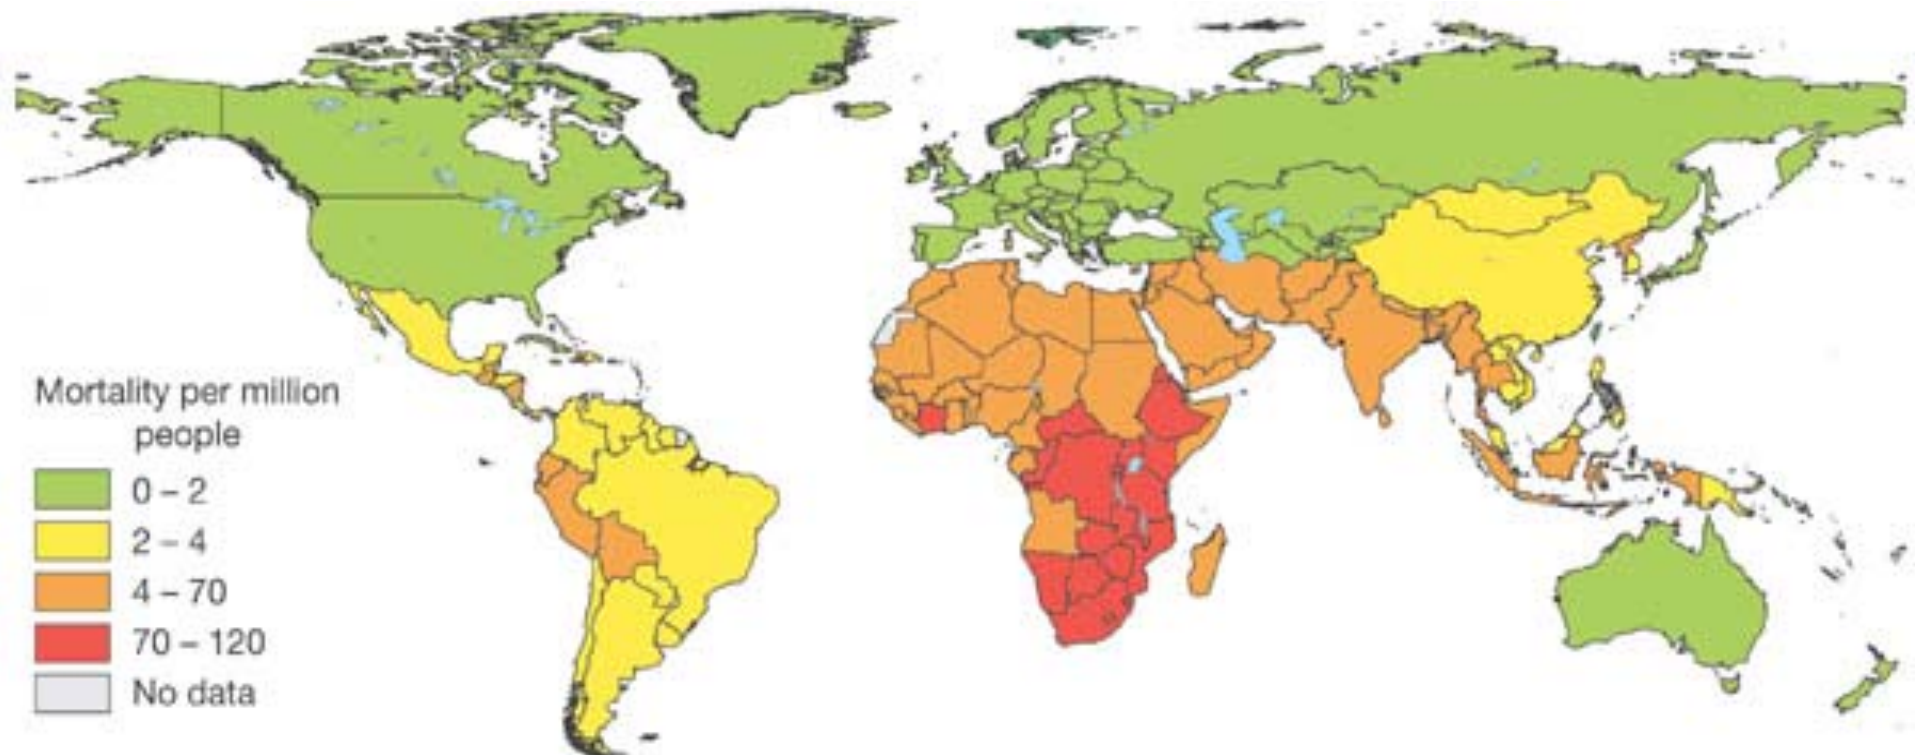 Mortality per million
people
0 – 2
2 – 4
4 – 70
70 – 120
No data